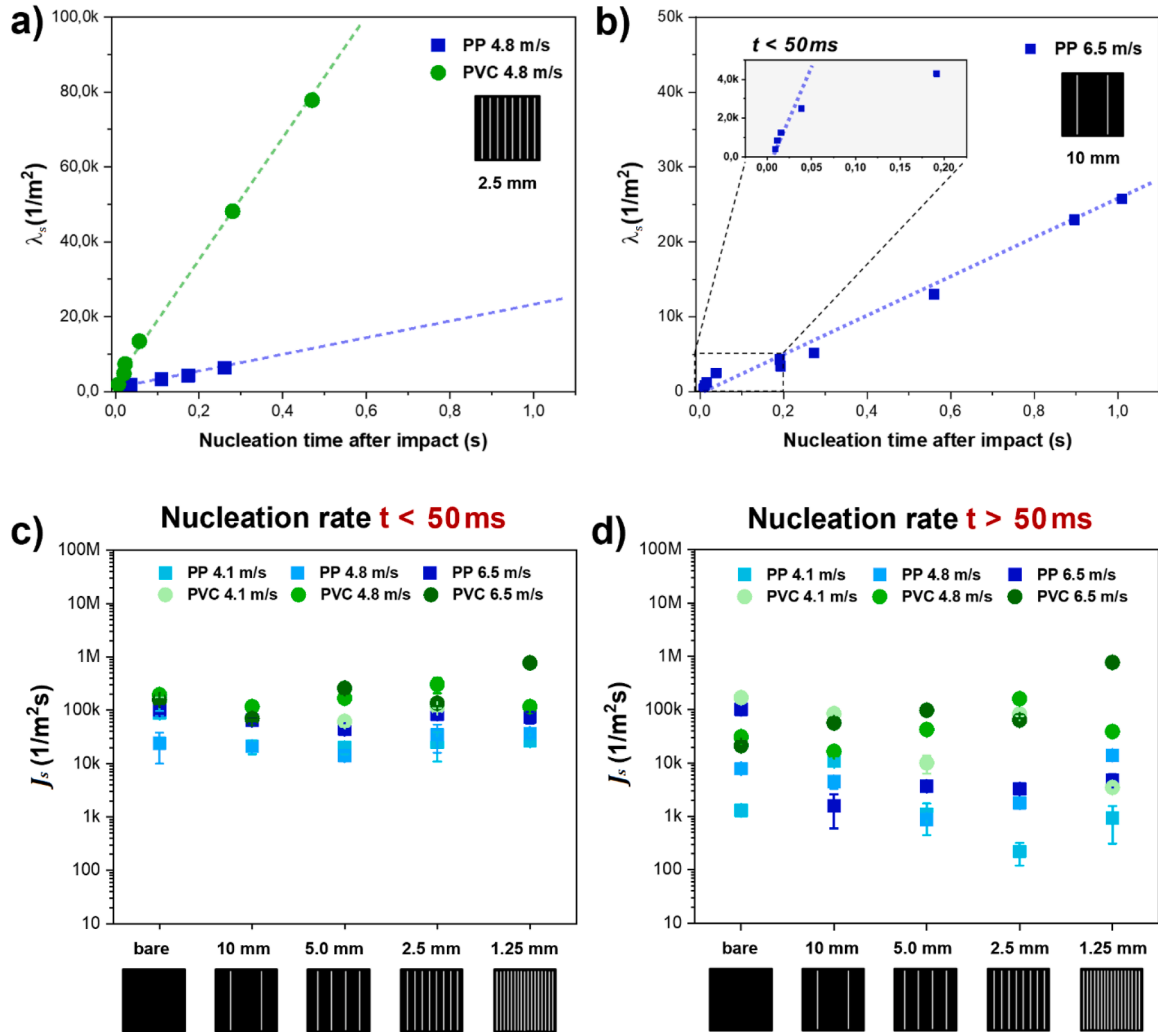 a)
100,0k
80,0k
60,0k
40,0k
20,0k
0,0
λs (1/m²)
PP 4.8 m/s
PVC 4.8 m/s
2.5 mm
0,0 0,2 0,4 0,6 0,8 1,0
Nucleation time after impact (s)
b)
50k
40k
30k
20k
10k
0
λs (1/m²)
t < 50ms
4,0k
2,0k
0,0
0,00 0,05 0,10 0,15 0,20
PP 6.5 m/s
10 mm
0,0 0,2 0,4 0,6 0,8 1,0
Nucleation time after impact (s)
c)
Nucleation rate t < 50ms
100M
10M
1M
100k
10k
1k
100
10
Js (1/m²s)
PP 4.1 m/s PP 4.8 m/s PP 6.5 m/s
PVC 4.1 m/s PVC 4.8 m/s PVC 6.5 m/s
bare 10 mm 5.0 mm 2.5 mm 1.25 mm
d)
Nucleation rate t > 50ms
100M
10M
1M
100k
10k
1k
100
10
Js (1/m²s)
PP 4.1 m/s PP 4.8 m/s PP 6.5 m/s
PVC 4.1 m/s PVC 4.8 m/s PVC 6.5 m/s
bare 10 mm 5.0 mm 2.5 mm 1.25 mm